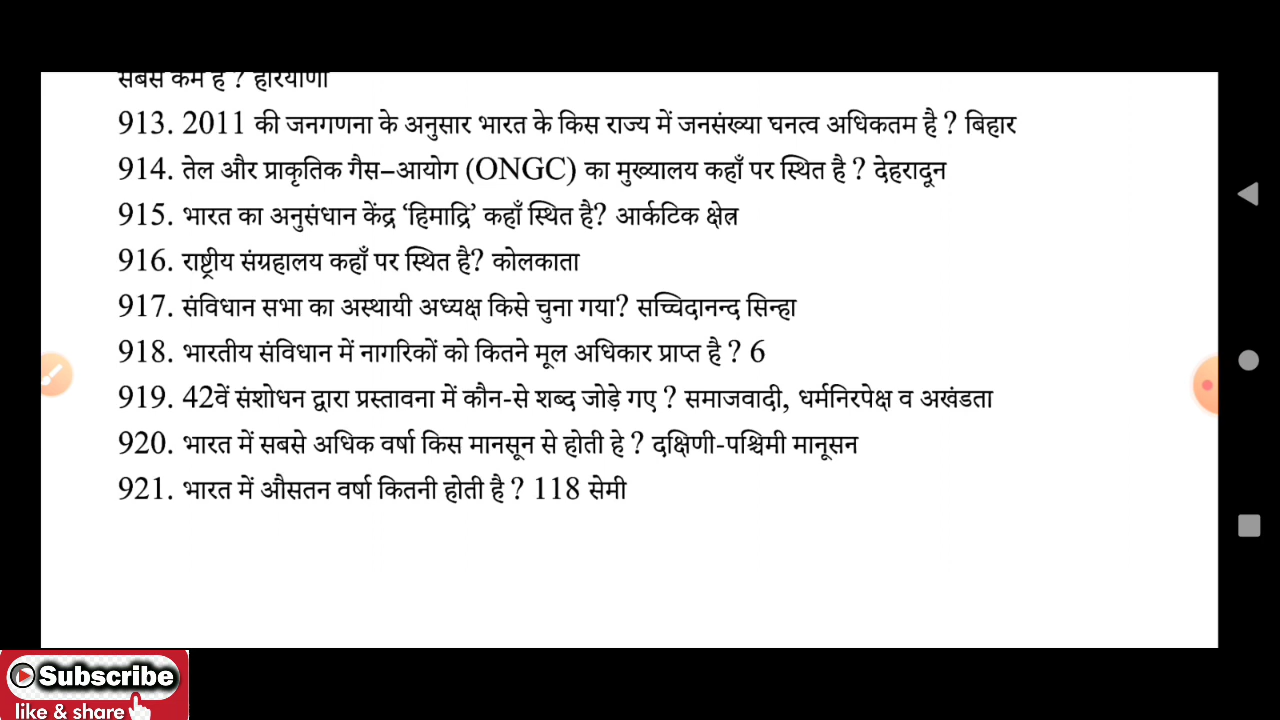 सबसे कम है ? हरियाणा
913. 2011 की जनगणना के अनुसार भारत के किस राज्य में जनसंख्या घनत्व अधिकतम है ? बिहार
914. तेल और प्राकृतिक गैस–आयोग (ONGC) का मुख्यालय कहाँ पर स्थित है ? देहरादून
915. भारत का अनुसंधान केंद्र ‘हिमाद्रि’ कहाँ स्थित है? आर्कटिक क्षेत्र
916. राष्ट्रीय संग्रहालय कहाँ पर स्थित है? कोलकाता
917. संविधान सभा का अस्थायी अध्यक्ष किसे चुना गया? सच्चिदानन्द सिन्हा
918. भारतीय संविधान में नागरिकों को कितने मूल अधिकार प्राप्त है ? 6
919. 42वें संशोधन द्वारा प्रस्तावना में कौन-से शब्द जोड़े गए ? समाजवादी, धर्मनिरपेक्ष व अखंडता
920. भारत में सबसे अधिक वर्षा किस मानसून से होती हे ? दक्षिणी-पश्चिमी मानूसन
921. भारत में औसतन वर्षा कितनी होती है ? 118 सेमी
Subscribe
like & share